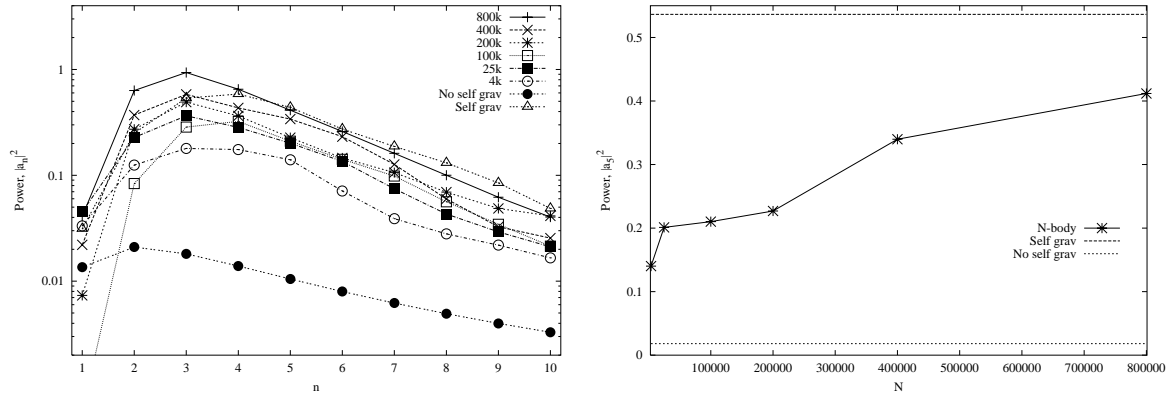 800k
400k
200k
100k
25k
4k
No self grav
Self grav
1
0.1
0.01
Power, |a_n|^2
1 2 3 4 5 6 7 8 9 10
n
0.5
0.4
0.3
0.2
0.1
0
Power, |a_5|^2
N-body
Self grav
No self grav
100000 200000 300000 400000 500000 600000 700000 800000
N